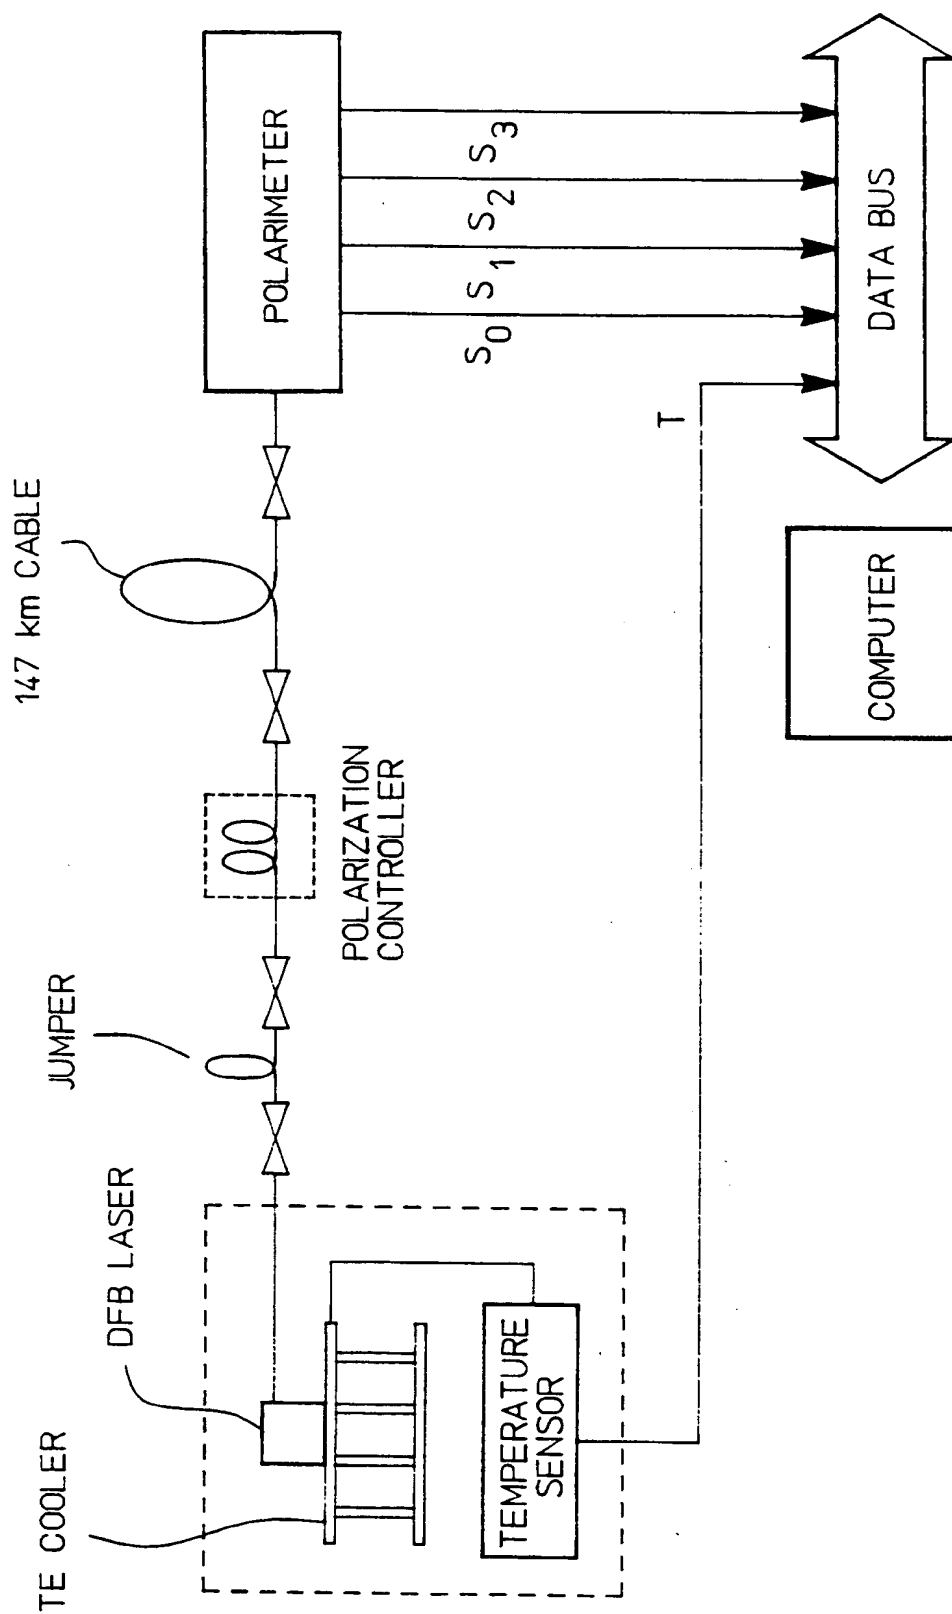 TE COOLER
DFB LASER
JUMPER
147 km CABLE
POLARIZATION
CONTROLLER
POLARIMETER
TEMPERATURE
SENSOR
T
S0
S1
S2
S3
COMPUTER
DATA BUS